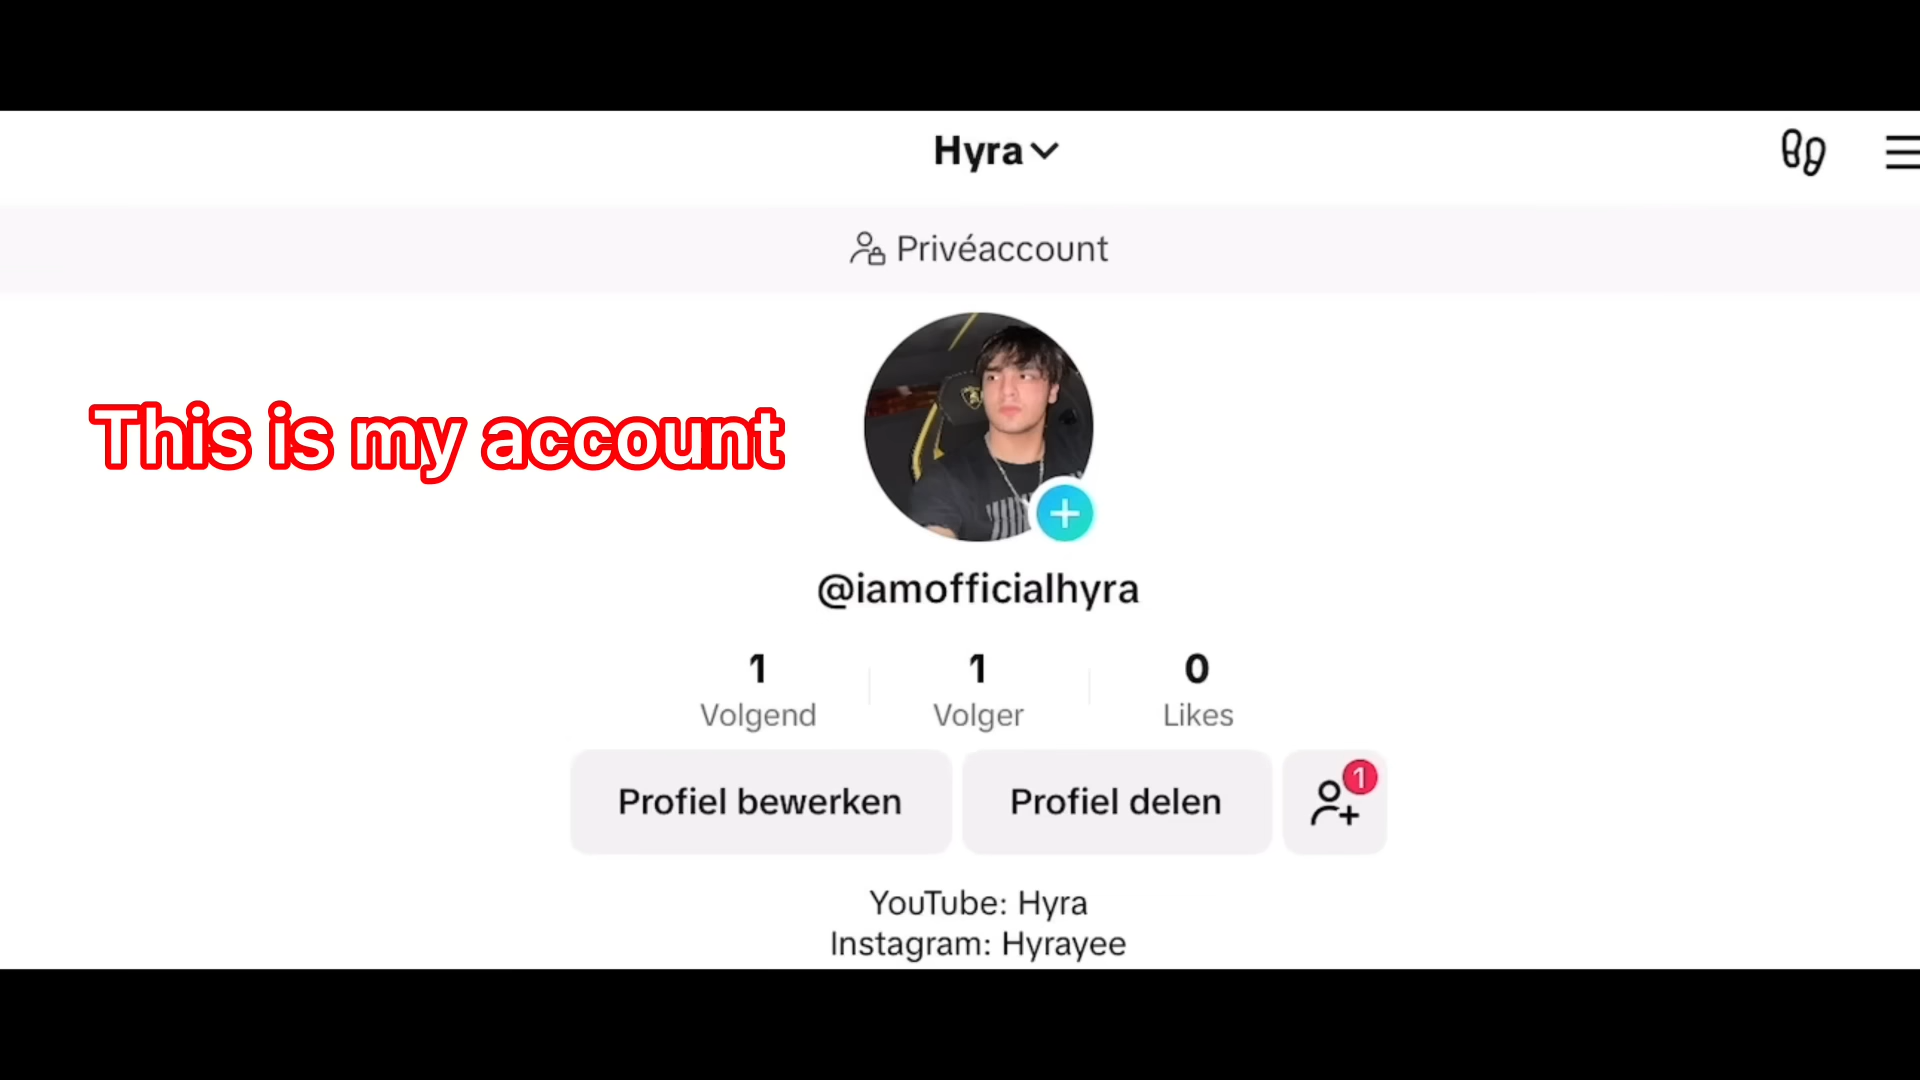 Hyra
Privéaccount
This is my account
@iamofficialhyra
1 1 0
Volgend Volger Likes
Profiel bewerken Profiel delen 1
YouTube: Hyra
Instagram: Hyrayee